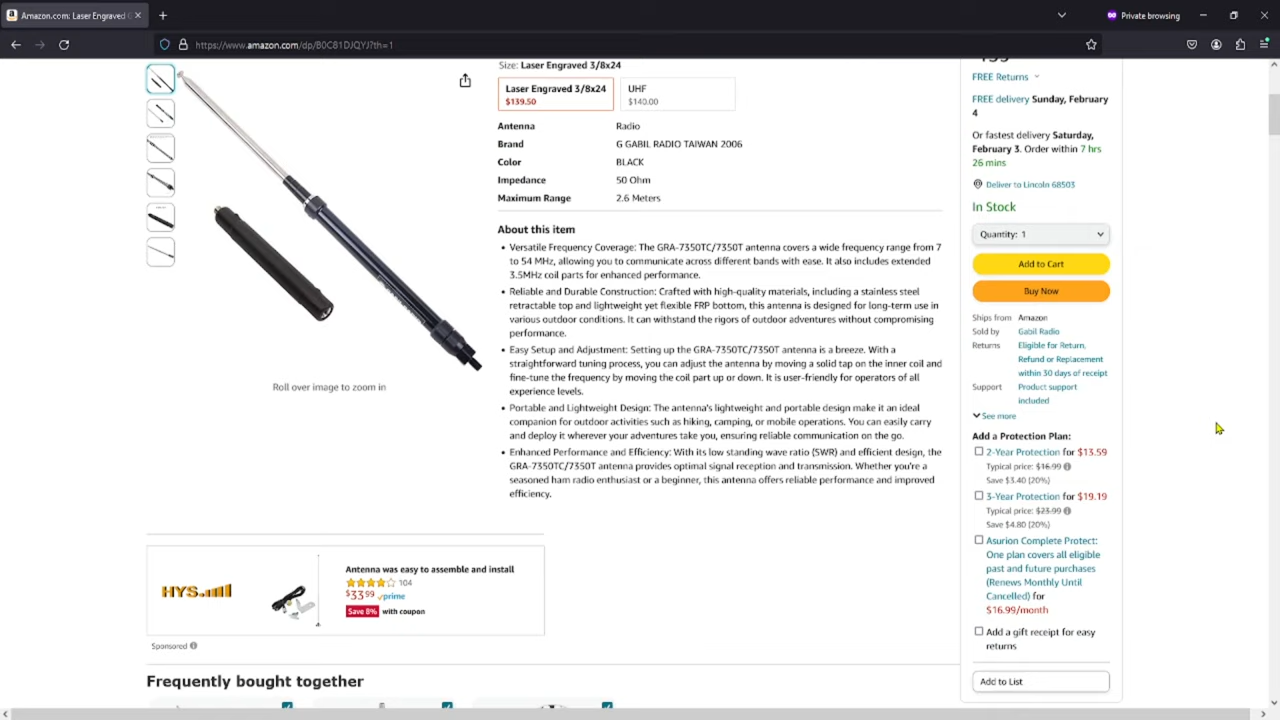 Amazon.com: Laser Engraved
Private browsing
https://www.amazon.com/dp/B0C81DJQYJ?th=1
Size: Laser Engraved 3/8x24
Laser Engraved 3/8x24
$139.50
UHF
$140.00
Antenna Radio
Brand G GABIL RADIO TAIWAN 2006
Color BLACK
Impedance 50 Ohm
Maximum Range 2.6 Meters
About this item
• Versatile Frequency Coverage: The GRA-7350TC/7350T antenna covers a wide frequency range from 7
to 54 MHz, allowing you to communicate across different bands with ease. It also includes extended
3.5MHz coil parts for enhanced performance.
• Reliable and Durable Construction: Crafted with high-quality materials, including a stainless steel
retractable top and lightweight yet flexible FRP bottom, this antenna is designed for long-term use in
various outdoor conditions. It can withstand the rigors of outdoor adventures without compromising
performance.
• Easy Setup and Adjustment: Setting up the GRA-7350TC/7350T antenna is a breeze. With a
straightforward tuning process, you can adjust the antenna by moving a solid tap on the inner coil and
fine-tune the frequency by moving the coil part up or down. It is user-friendly for operators of all
experience levels.
• Portable and Lightweight Design: The antenna's lightweight and portable design make it an ideal
companion for outdoor activities such as hiking, camping, or mobile operations. You can easily carry
and deploy it wherever your adventures take you, ensuring reliable communication on the go.
• Enhanced Performance and Efficiency: With its low standing wave ratio (SWR) and efficient design, the
GRA-7350TC/7350T antenna provides optimal signal reception and transmission. Whether you're a
seasoned ham radio enthusiast or a beginner, this antenna offers reliable performance and improved
efficiency.
Roll over image to zoom in
HYS
Antenna was easy to assemble and install
104
$33.99 prime
Save 8% with coupon
Sponsored
Frequently bought together
FREE Returns
FREE delivery Sunday, February
4
Or fastest delivery Saturday,
February 3. Order within 7 hrs
26 mins
Deliver to Lincoln 68503
In Stock
Quantity: 1
Add to Cart
Buy Now
Ships from Amazon
Sold by Gabil Radio
Returns Eligible for Return,
Refund or Replacement
within 30 days of receipt
Support Product support
included
See more
Add a Protection Plan:
2-Year Protection for $13.59
Typical price: $16.99
Save $3.40 (20%)
3-Year Protection for $19.19
Typical price: $23.99
Save $4.80 (20%)
Asurion Complete Protect:
One plan covers all eligible
past and future purchases
(Renews Monthly Until
Cancelled) for
$16.99/month
Add a gift receipt for easy
returns
Add to List